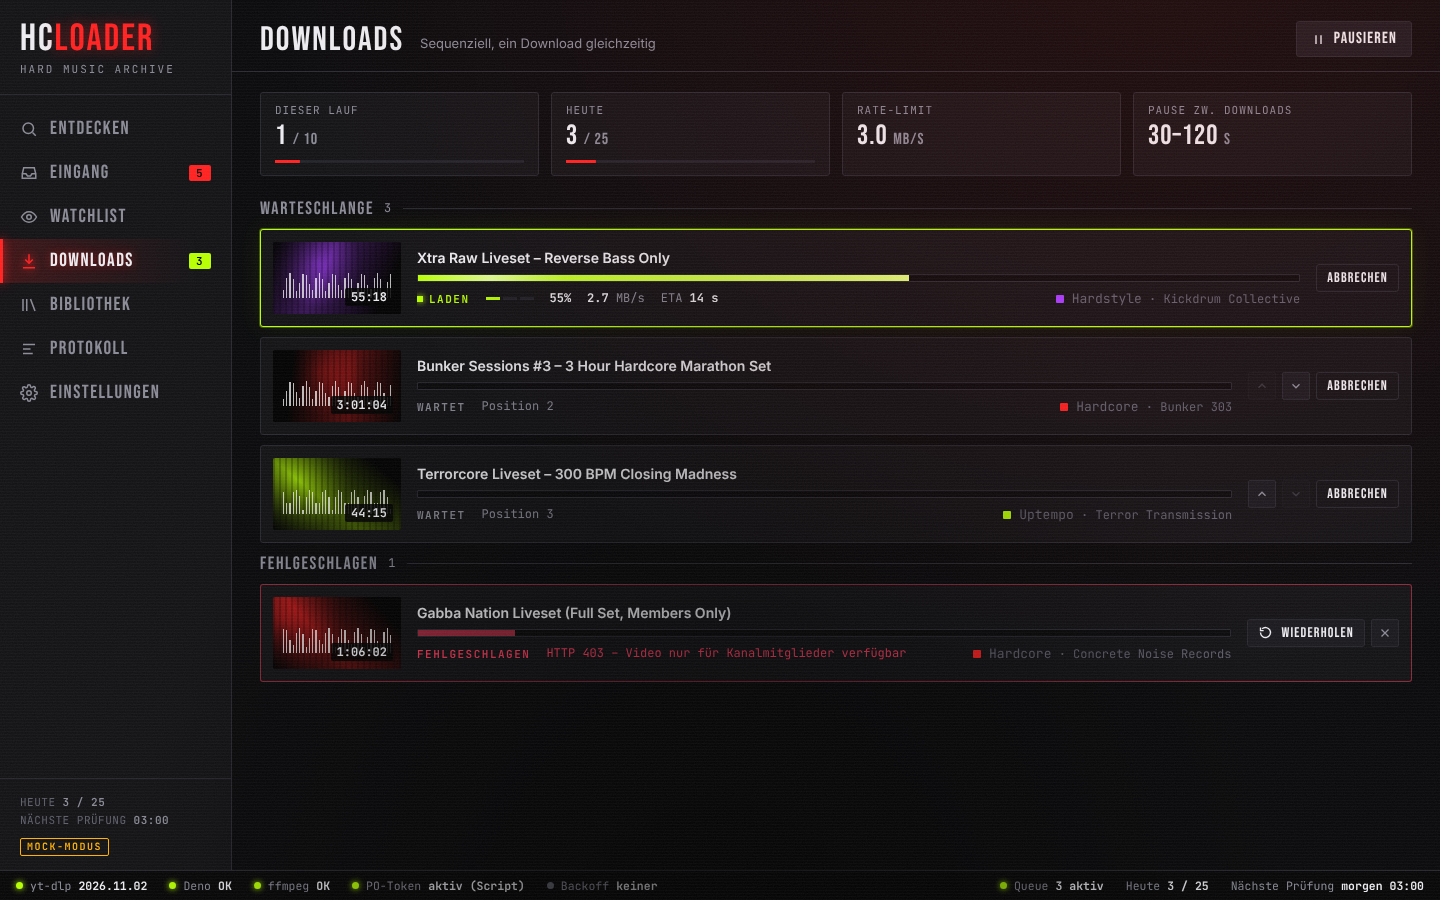 HCLOADER
HARD MUSIC ARCHIVE
ENTDECKEN
EINGANG 5
WATCHLIST
DOWNLOADS 3
BIBLIOTHEK
PROTOKOLL
EINSTELLUNGEN
HEUTE 3 / 25
NÄCHSTE PRÜFUNG 03:00
MOCK-MODUS
DOWNLOADS Sequenziell, ein Download gleichzeitig
PAUSIEREN
DIESER LAUF
1 / 10
HEUTE
3 / 25
RATE-LIMIT
3.0 MB/S
PAUSE ZW. DOWNLOADS
30–120 S
WARTESCHLANGE 3
55:18
Xtra Raw Liveset – Reverse Bass Only
LADEN 55% 2.7 MB/s ETA 14 s Hardstyle · Kickdrum Collective
ABBRECHEN
3:01:04
Bunker Sessions #3 – 3 Hour Hardcore Marathon Set
WARTET Position 2 Hardcore · Bunker 303
ABBRECHEN
44:15
Terrorcore Liveset – 300 BPM Closing Madness
WARTET Position 3 Uptempo · Terror Transmission
ABBRECHEN
FEHLGESCHLAGEN 1
1:06:02
Gabba Nation Liveset (Full Set, Members Only)
FEHLGESCHLAGEN HTTP 403 – Video nur für Kanalmitglieder verfügbar Hardcore · Concrete Noise Records
WIEDERHOLEN
yt-dlp 2026.11.02 Deno OK ffmpeg OK PO-Token aktiv (Script) Backoff keiner Queue 3 aktiv Heute 3 / 25 Nächste Prüfung morgen 03:00